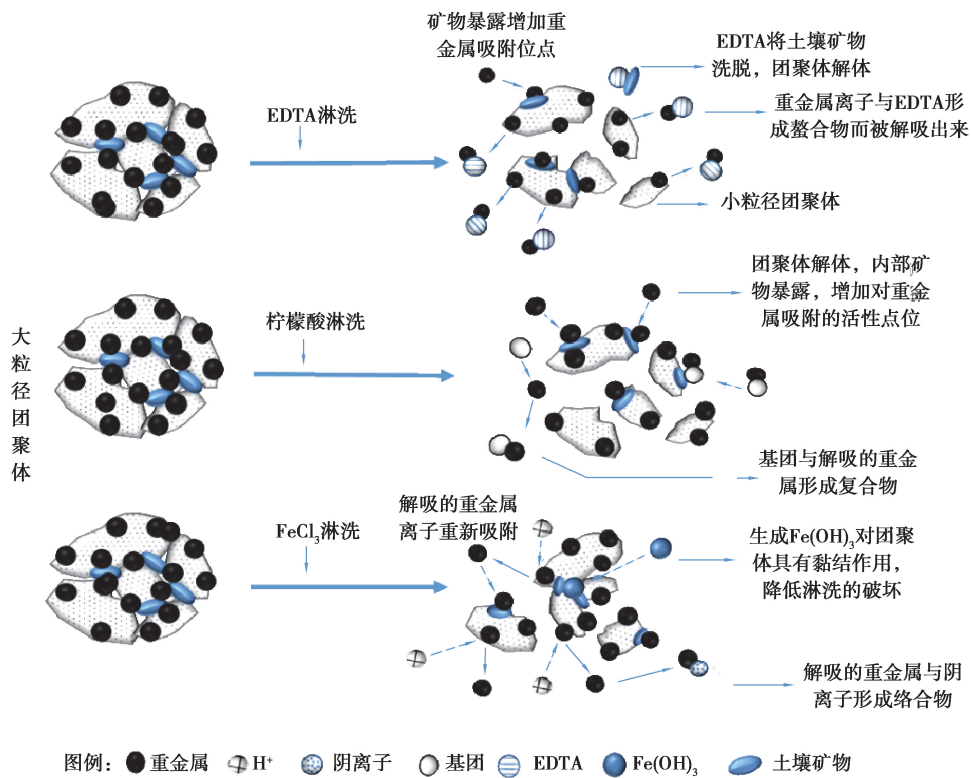 矿物暴露增加重
金属吸附位点
EDTA将土壤矿物
洗脱，团聚体解体
EDTA淋洗
重金属离子与EDTA形
成螯合物而被解吸出来
小粒径团聚体
大
粒
径
团
聚
体
柠檬酸淋洗
团聚体解体，内部矿
物暴露，增加对重金
属吸附的活性点位
基团与解吸的重金
属形成复合物
FeCl₃淋洗
解吸的重金属
离子重新吸附
H⁺
生成Fe(OH)₃对团聚
体具有黏结作用，
降低淋洗的破坏
解吸的重金属与阴
离子形成络合物
图例： 重金属 H⁺ 阴离子 基团 EDTA Fe(OH)₃ 土壤矿物